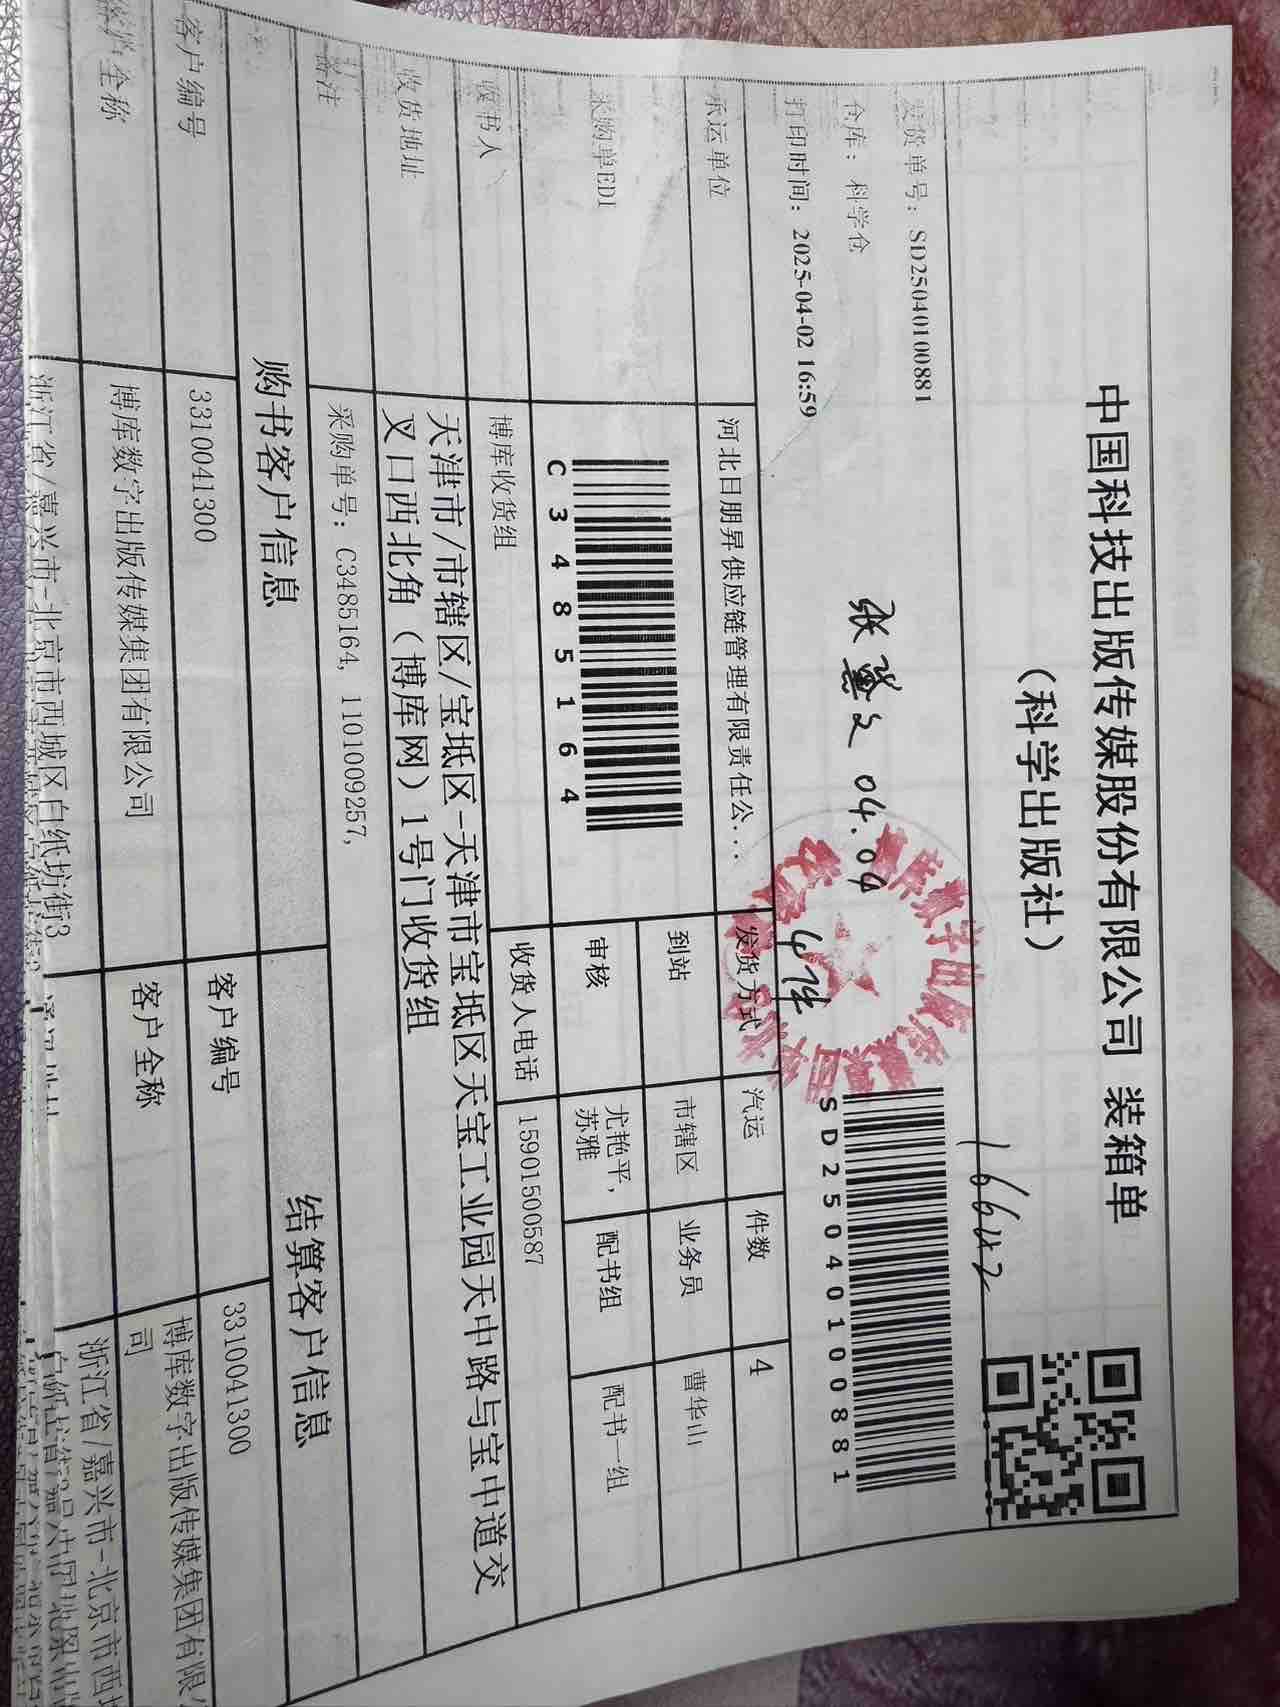 中国科技出版传媒股份有限公司 装箱单
（科学出版社）
16642
发货单号：SD25040100881
仓库：科学仓
打印时间：2025-04-02 16:59
04.09
4件
SD25040100881
承运单位 河北日朋昇供应链管理有限责任公... 发货方式 汽运 件数 4
采购单EDI C3485164 到站 市辖区 业务员 曹华山
审核 尤艳平, 苏雅 配书组 配书一组
收书人 博库收货组 收货人电话 15901500587
收货地址 天津市/市辖区/宝坻区-天津市宝坻区天宝工业园天中路与宝中道交
叉口西北角（博库网）1号门收货组
备注 采购单号：C3485164, 1101009257,
购书客户信息 结算客户信息
客户编号 3310041300 客户编号 3310041300
客户全称 博库数字出版传媒集团有限公司 客户全称 博库数字出版传媒集团有限公
司
浙江省/嘉兴市-北京市西城区白纸坊街3 浙江省/嘉兴市-北京市西